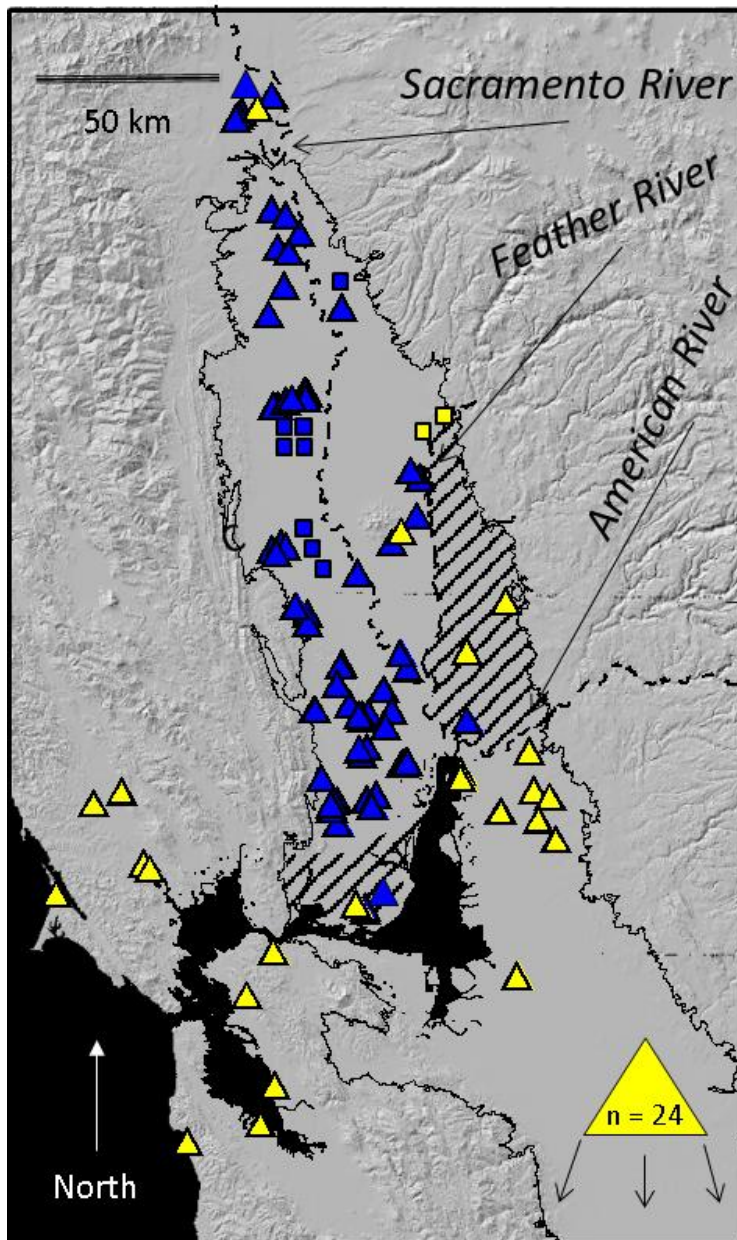 Sacramento River
50 km
Feather River
American River
n = 24
North